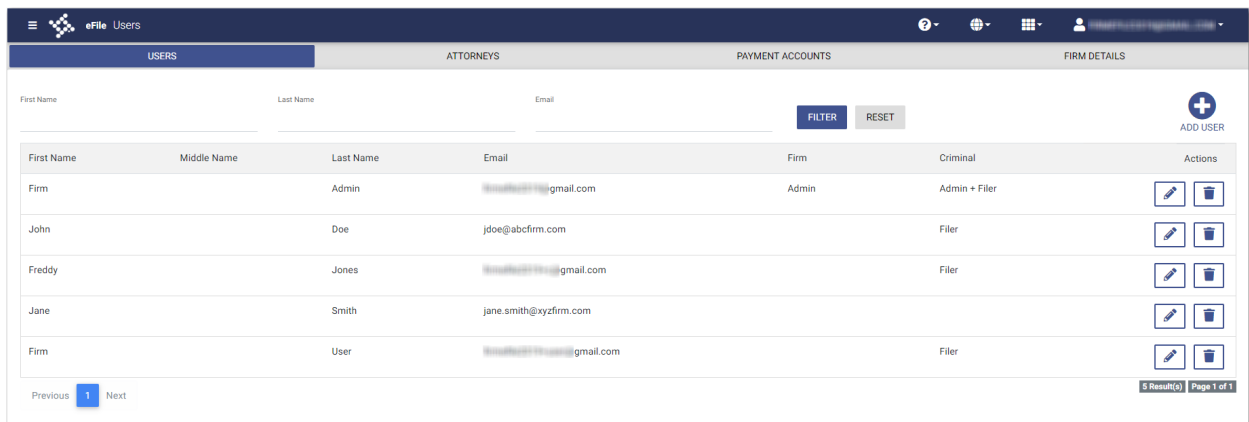 eFile Users
USERS ATTORNEYS PAYMENT ACCOUNTS FIRM DETAILS
First Name Last Name Email
FILTER RESET
ADD USER
First Name Middle Name Last Name Email Firm Criminal Actions
Firm Admin @gmail.com Admin Admin + Filer
John Doe jdoe@abcfirm.com Filer
Freddy Jones gmail.com Filer
Jane Smith jane.smith@xyzfirm.com
Firm User gmail.com Filer
Previous 1 Next
5 Result(s) Page 1 of 1